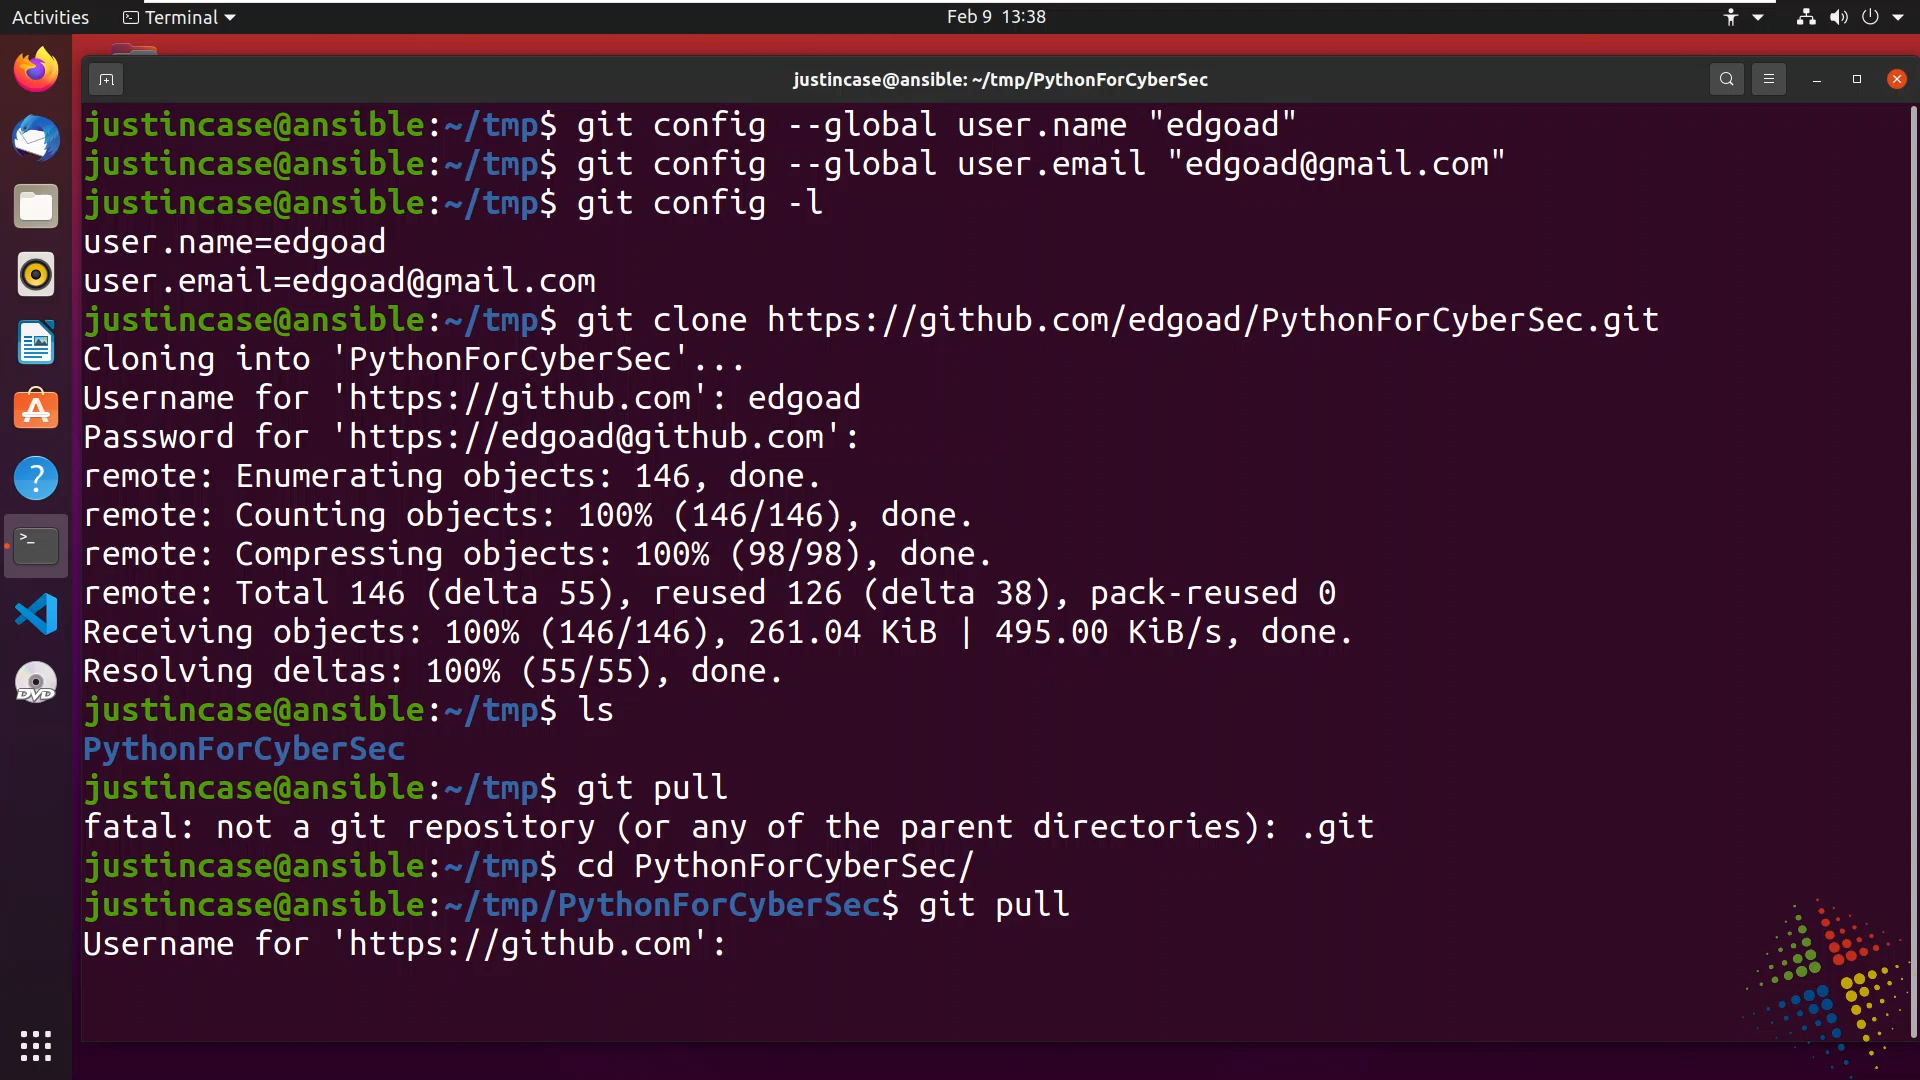 Activities Terminal Feb 9 13:38
justincase@ansible: ~/tmp/PythonForCyberSec
justincase@ansible:~/tmp$ git config --global user.name "edgoad"
justincase@ansible:~/tmp$ git config --global user.email "edgoad@gmail.com"
justincase@ansible:~/tmp$ git config -l
user.name=edgoad
user.email=edgoad@gmail.com
justincase@ansible:~/tmp$ git clone https://github.com/edgoad/PythonForCyberSec.git
Cloning into 'PythonForCyberSec'...
Username for 'https://github.com': edgoad
Password for 'https://edgoad@github.com':
remote: Enumerating objects: 146, done.
remote: Counting objects: 100% (146/146), done.
remote: Compressing objects: 100% (98/98), done.
remote: Total 146 (delta 55), reused 126 (delta 38), pack-reused 0
Receiving objects: 100% (146/146), 261.04 KiB | 495.00 KiB/s, done.
Resolving deltas: 100% (55/55), done.
justincase@ansible:~/tmp$ ls
PythonForCyberSec
justincase@ansible:~/tmp$ git pull
fatal: not a git repository (or any of the parent directories): .git
justincase@ansible:~/tmp$ cd PythonForCyberSec/
justincase@ansible:~/tmp/PythonForCyberSec$ git pull
Username for 'https://github.com':
DVD